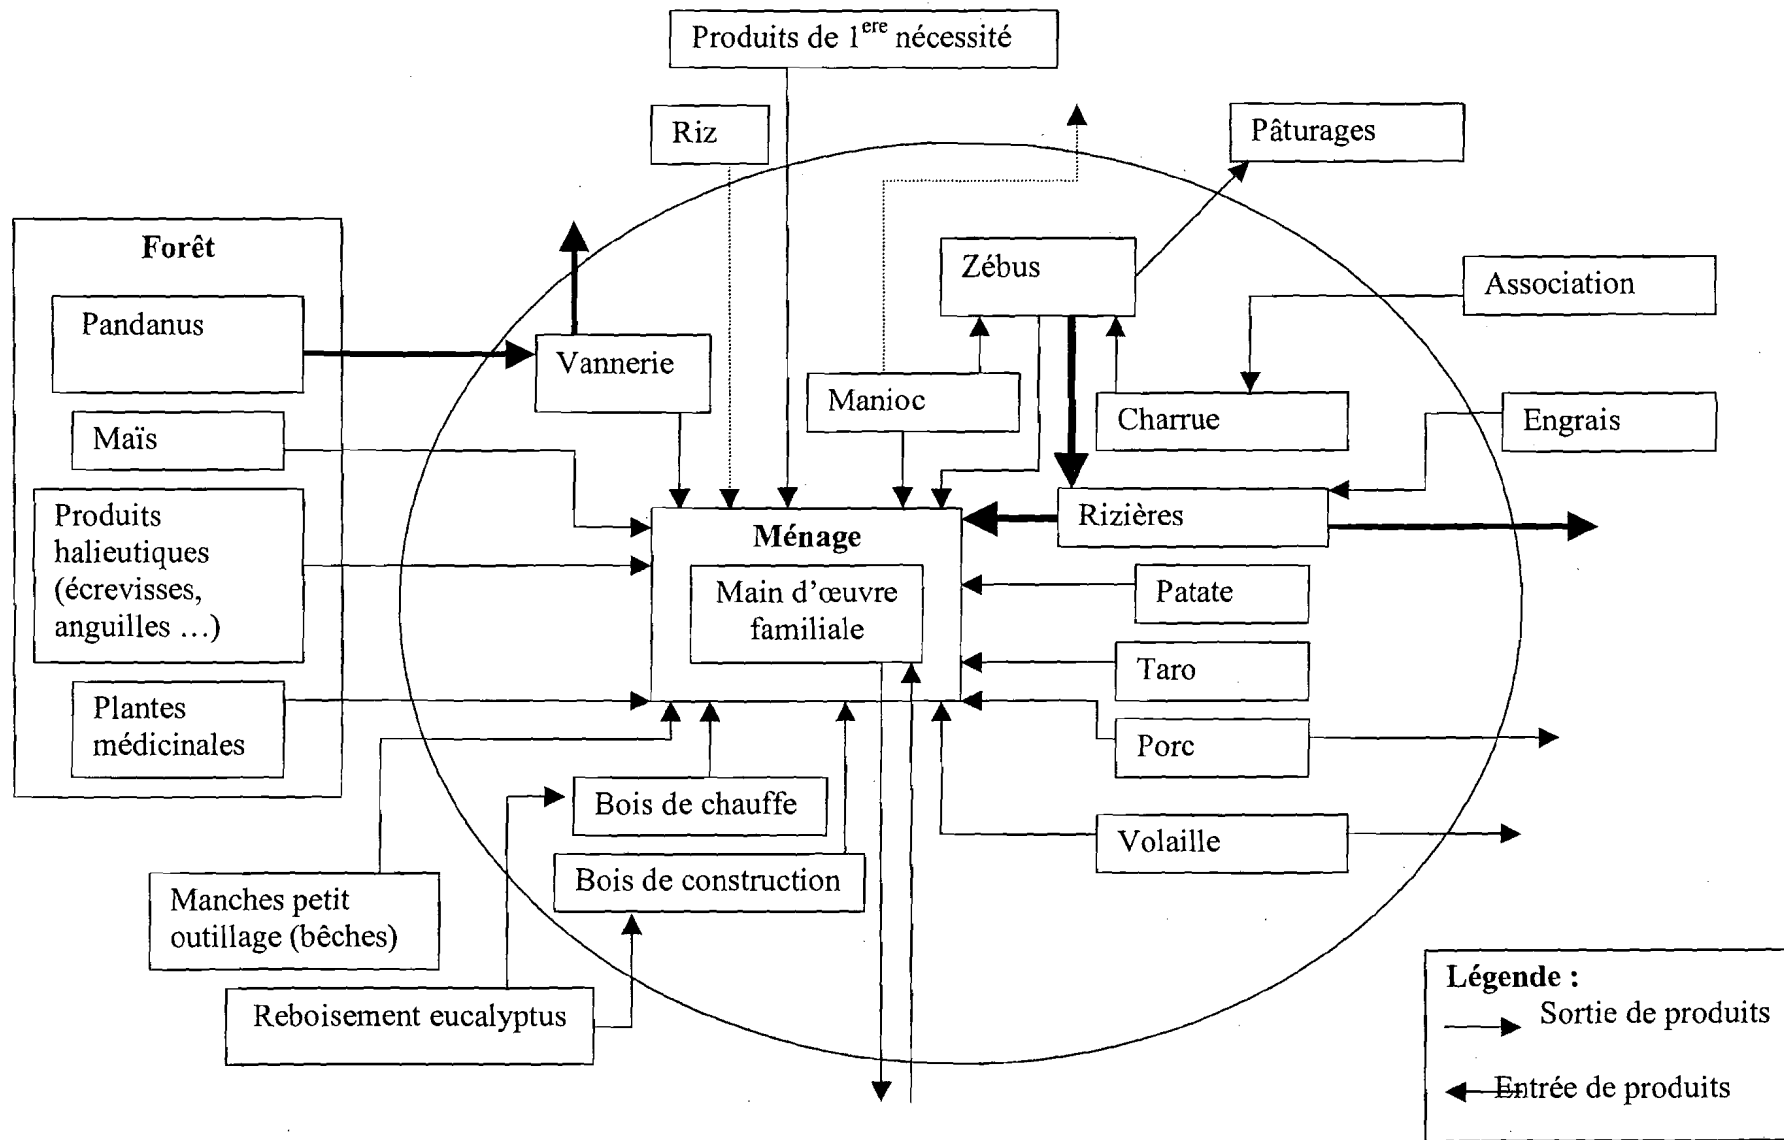 Produits de 1ere nécessité
Riz
Pâturages
Forêt
Zébus
Association
Pandanus
Vannerie
Manioc
Charrue
Engrais
Maïs
Produits
halieutiques
(écrevisses,
anguilles …)
Rizières
Ménage
Main d’œuvre
familiale
Patate
Taro
Plantes
médicinales
Porc
Bois de chauffe
Volaille
Bois de construction
Manches petit
outillage (bêches)
Reboisement eucalyptus
Légende :
Sortie de produits
Entrée de produits